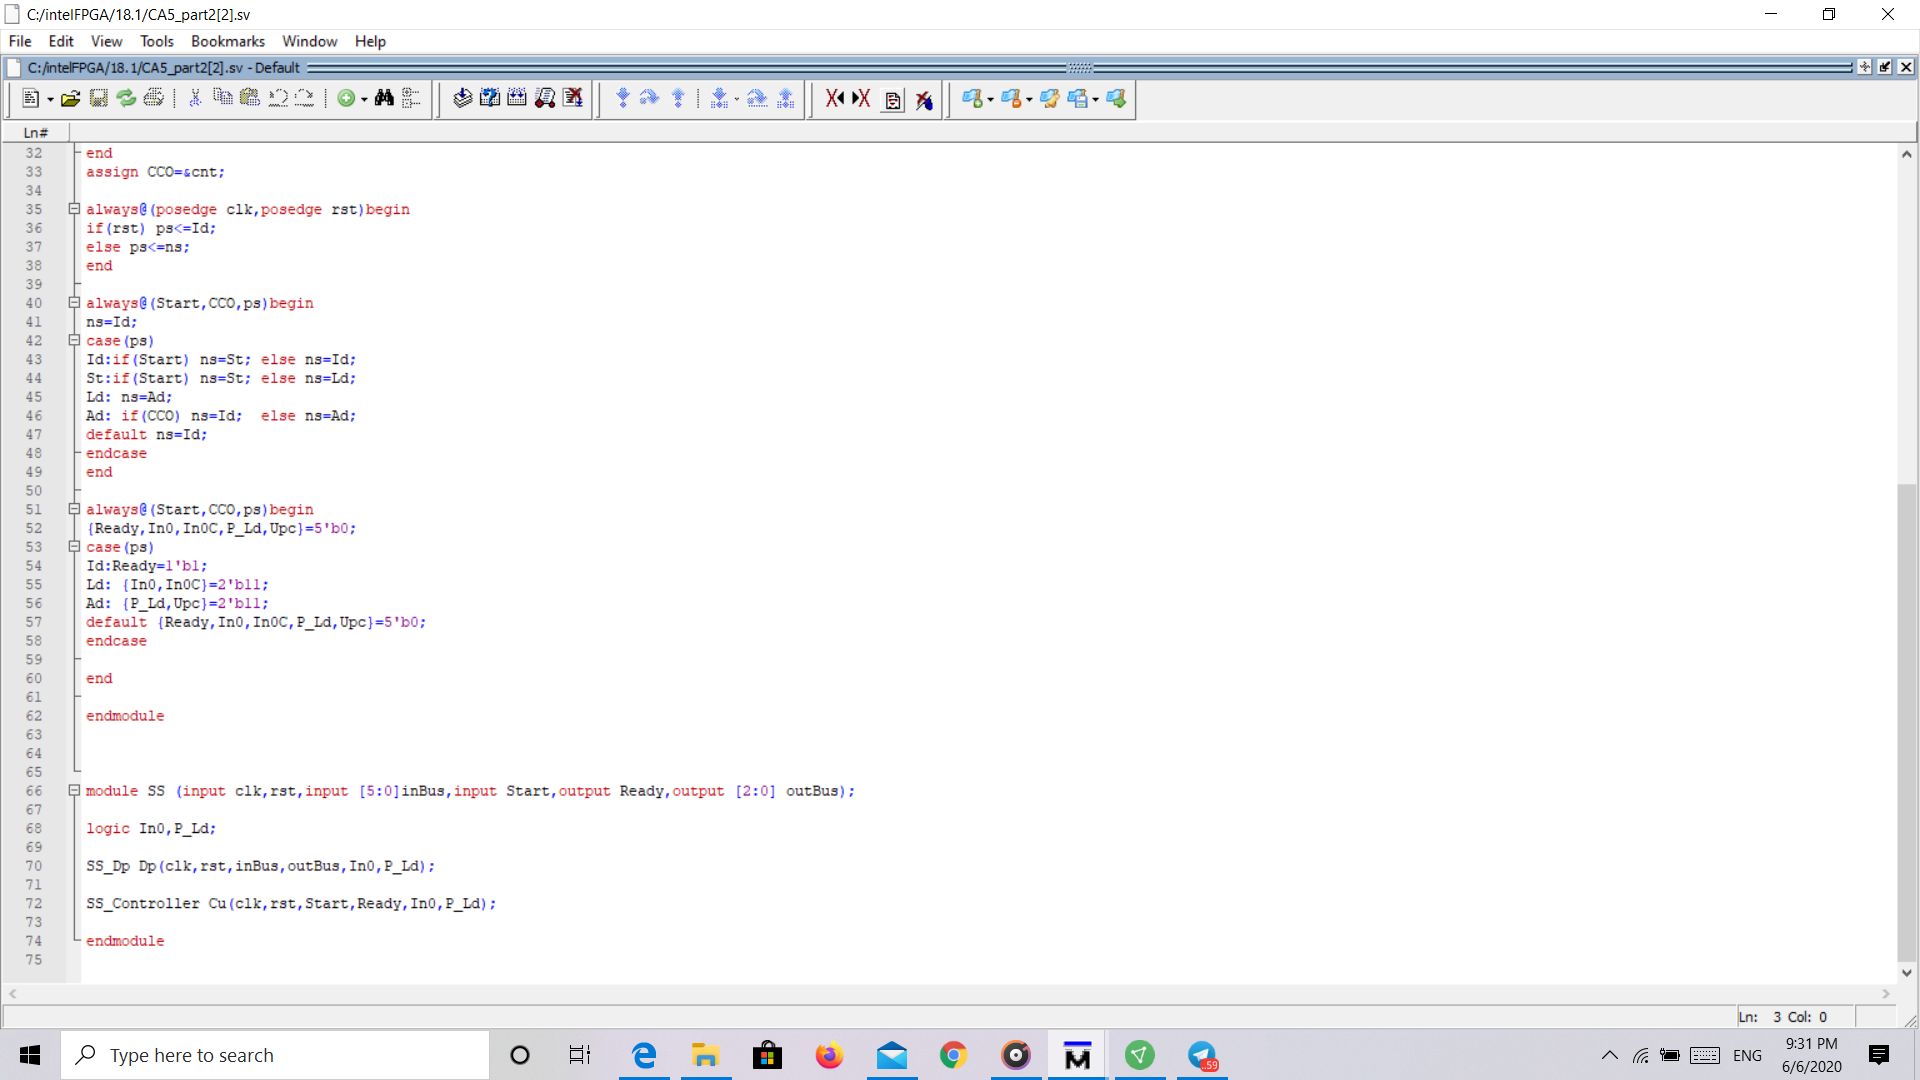 C:/intelFPGA/18.1/CA5_part2[2].sv
File Edit View Tools Bookmarks Window Help
C:/intelFPGA/18.1/CA5_part2[2].sv - Default
Ln#
32 end
33 assign CCO=&cnt;
34
35 always@(posedge clk,posedge rst)begin
36 if(rst) ps<=Id;
37 else ps<=ns;
38 end
39
40 always@(Start,CCO,ps)begin
41 ns=Id;
42 case(ps)
43 Id:if(Start) ns=St; else ns=Id;
44 St:if(Start) ns=St; else ns=Ld;
45 Ld: ns=Ad;
46 Ad: if(CCO) ns=Id;  else ns=Ad;
47 default ns=Id;
48 endcase
49 end
50
51 always@(Start,CCO,ps)begin
52 {Ready,In0,In0C,P_Ld,Upc}=5'b0;
53 case(ps)
54 Id:Ready=1'b1;
55 Ld: {In0,In0C}=2'b11;
56 Ad: {P_Ld,Upc}=2'b11;
57 default {Ready,In0,In0C,P_Ld,Upc}=5'b0;
58 endcase
59
60 end
61
62 endmodule
63
64
65
66 module SS (input clk,rst,input [5:0]inBus,input Start,output Ready,output [2:0] outBus);
67
68 logic In0,P_Ld;
69
70 SS_Dp Dp(clk,rst,inBus,outBus,In0,P_Ld);
71
72 SS_Controller Cu(clk,rst,Start,Ready,In0,P_Ld);
73
74 endmodule
75
Ln: 3 Col: 0
Type here to search
..59
ENG
9:31 PM
6/6/2020